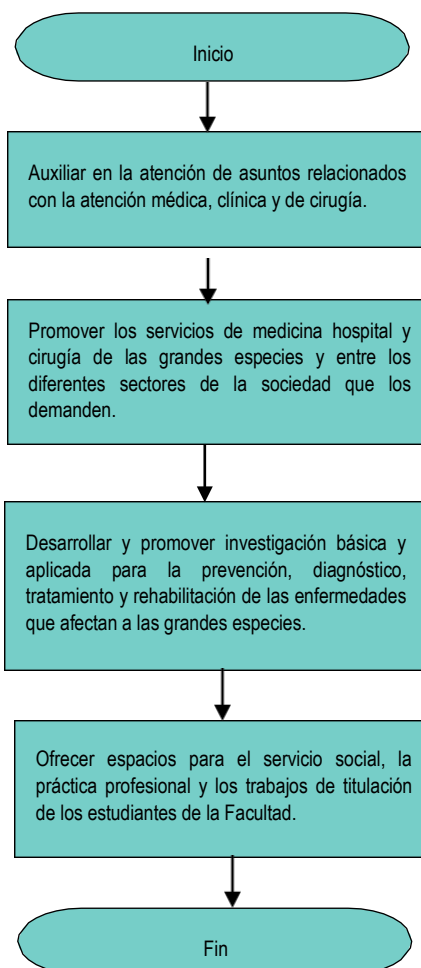 Inicio
Auxiliar en la atención de asuntos relacionados
con la atención médica, clínica y de cirugía.
Promover los servicios de medicina hospital y
cirugía de las grandes especies y entre los
diferentes sectores de la sociedad que los
demanden.
Desarrollar y promover investigación básica y
aplicada para la prevención, diagnóstico,
tratamiento y rehabilitación de las enfermedades
que afectan a las grandes especies.
Ofrecer espacios para el servicio social, la
práctica profesional y los trabajos de titulación
de los estudiantes de la Facultad.
Fin